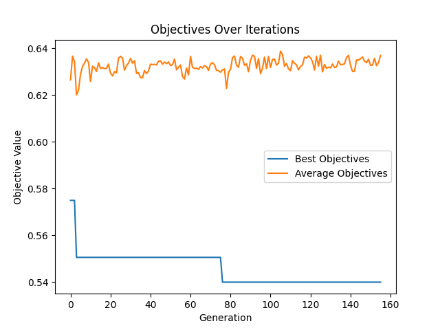 Objectives Over Iterations
0.64
0.62
0.60
0.58
0.56
0.54
Objective Value
Best Objectives
Average Objectives
0 20 40 60 80 100 120 140 160
Generation